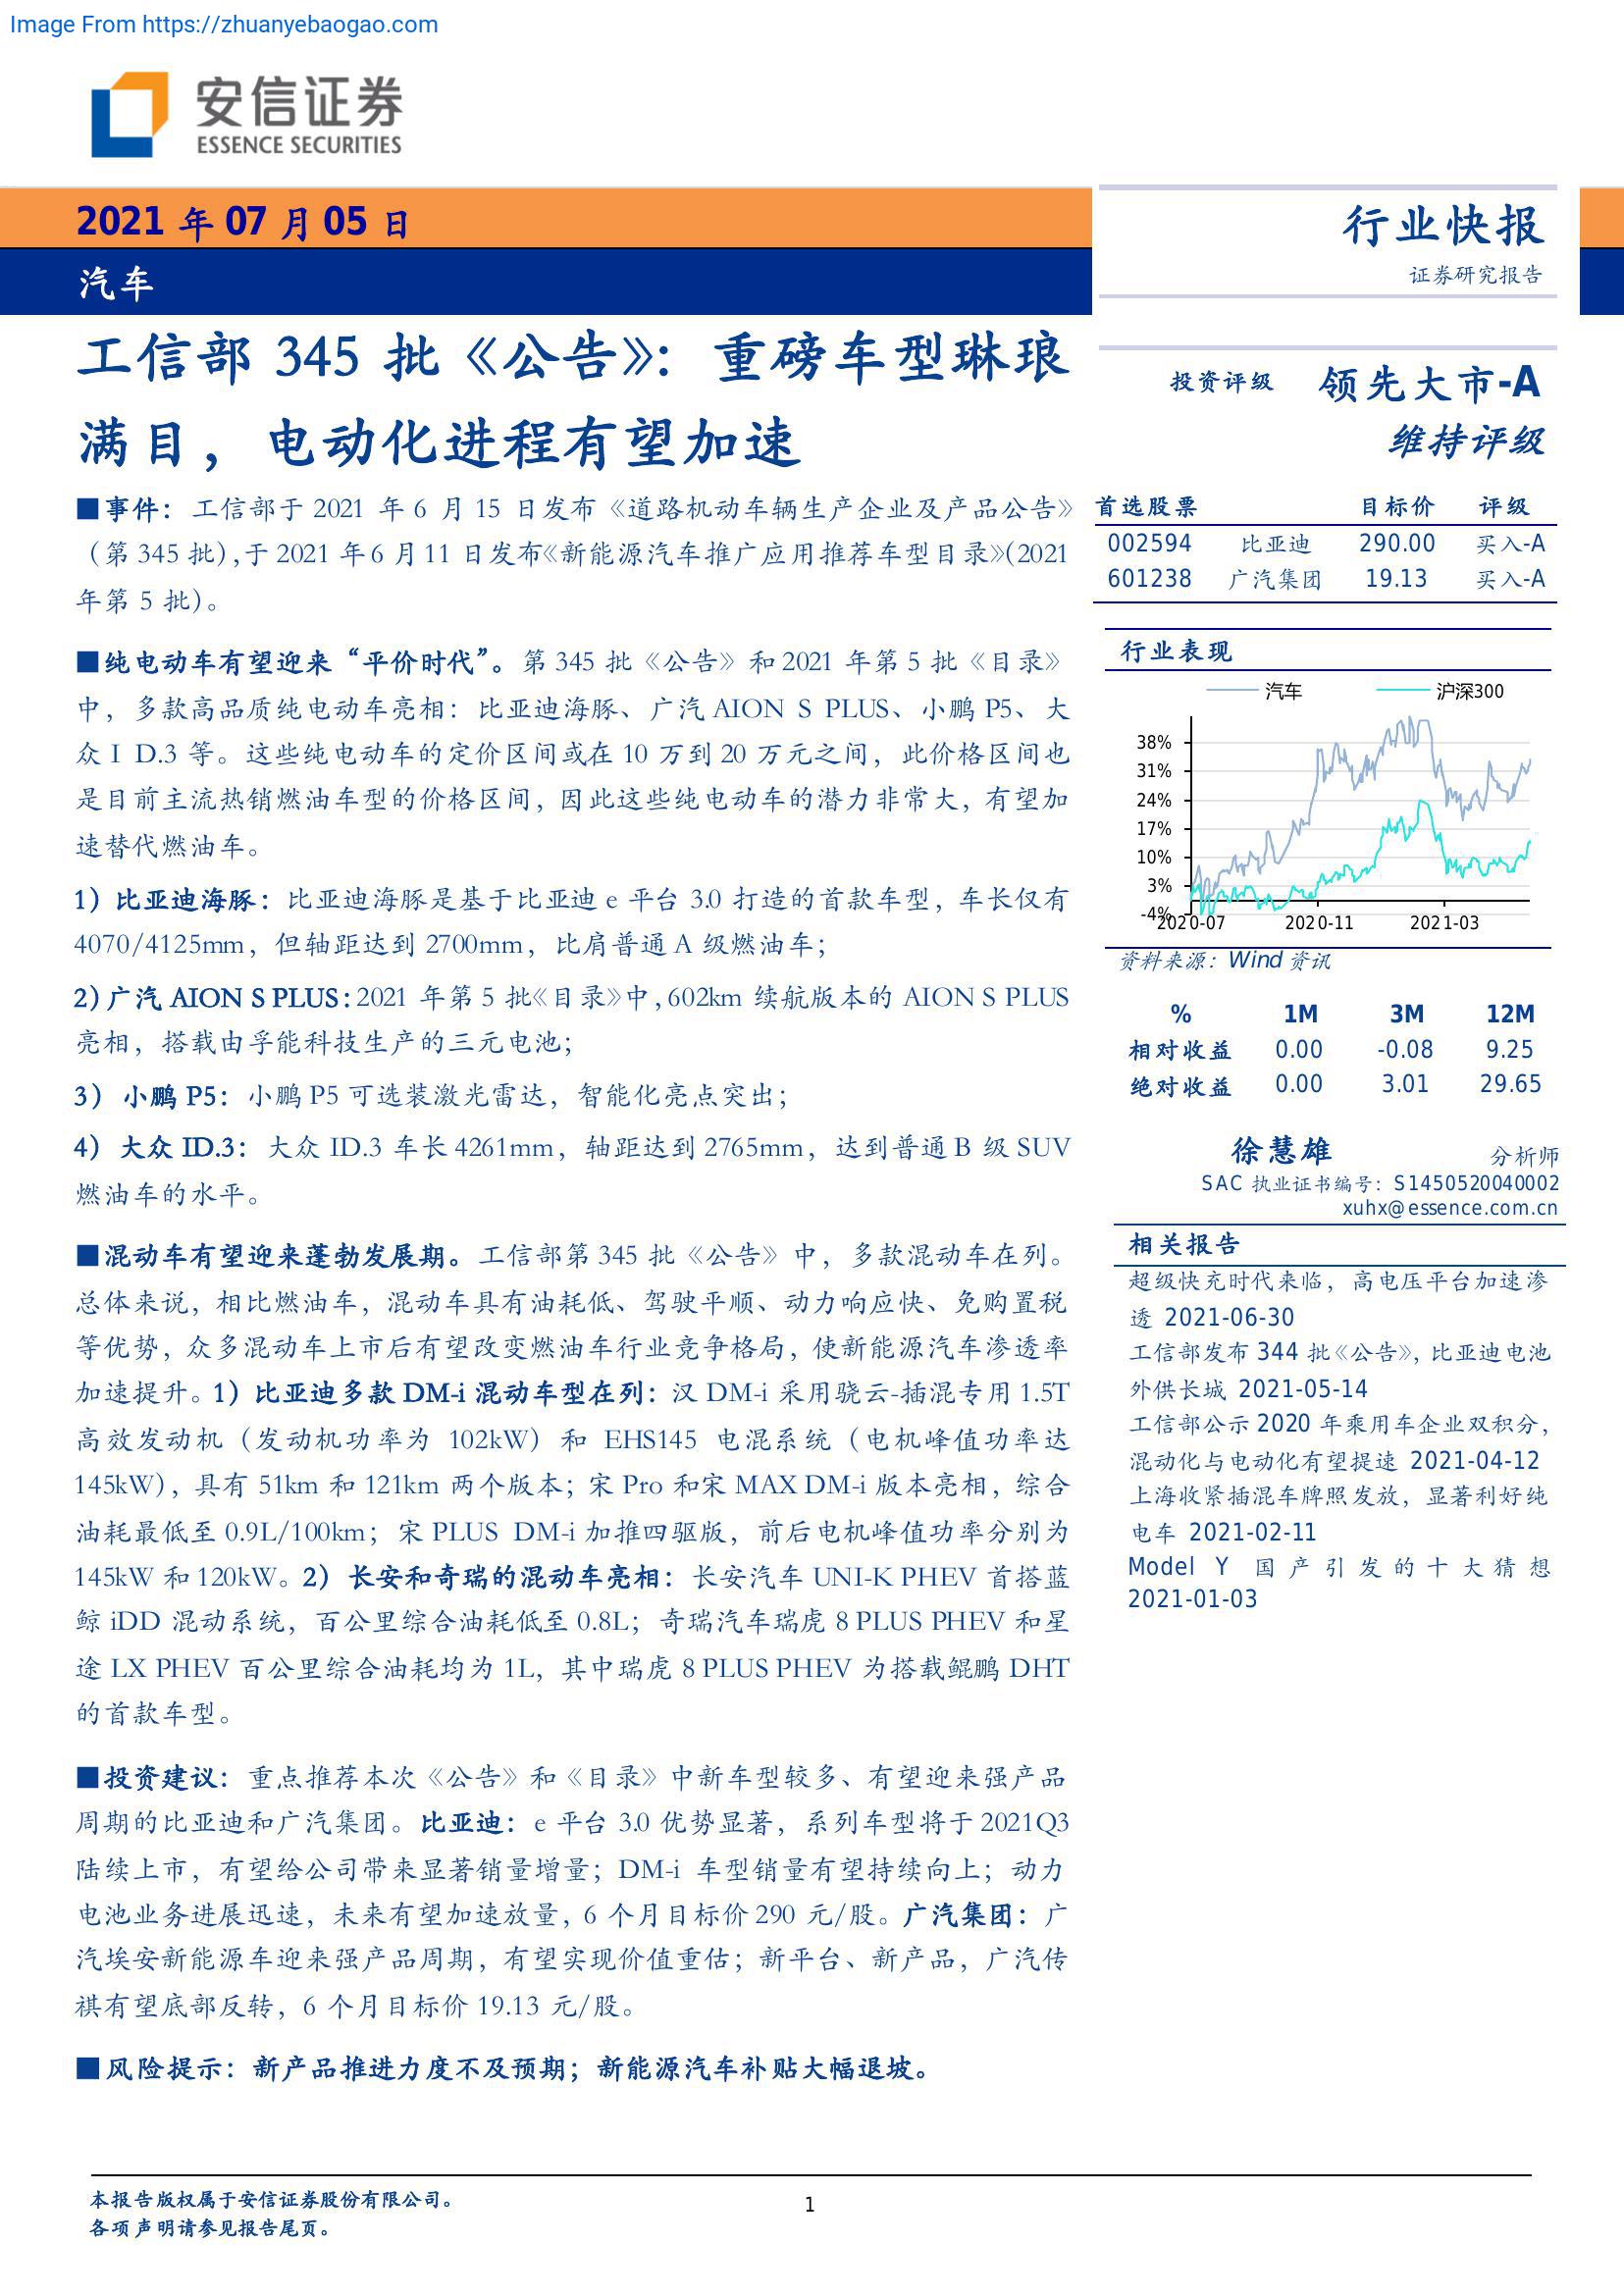 Image From https://zhuanyebaogao.com
安信证券
ESSENCE SECURITIES
2021 年 07 月 05 日
汽车
行业快报
证券研究报告
工信部 345 批《公告》：重磅车型琳琅
满目，电动化进程有望加速
■事件：工信部于 2021 年 6 月 15 日发布《道路机动车辆生产企业及产品公告》
（第 345 批），于 2021 年 6 月 11 日发布《新能源汽车推广应用推荐车型目录》（2021
年第 5 批）。
■纯电动车有望迎来“平价时代”。第 345 批《公告》和 2021 年第 5 批《目录》
中，多款高品质纯电动车亮相：比亚迪海豚、广汽 AION S PLUS、小鹏 P5、大
众 I D.3 等。这些纯电动车的定价区间或在 10 万到 20 万元之间，此价格区间也
是目前主流热销燃油车型的价格区间，因此这些纯电动车的潜力非常大，有望加
速替代燃油车。
1）比亚迪海豚：比亚迪海豚是基于比亚迪 e 平台 3.0 打造的首款车型，车长仅有
4070/4125mm，但轴距达到 2700mm，比肩普通 A 级燃油车；
2）广汽 AION S PLUS：2021 年第 5 批《目录》中，602km 续航版本的 AION S PLUS
亮相，搭载由孚能科技生产的三元电池；
3）小鹏 P5：小鹏 P5 可选装激光雷达，智能化亮点突出；
4）大众 ID.3：大众 ID.3 车长 4261mm，轴距达到 2765mm，达到普通 B 级 SUV
燃油车的水平。
■混动车有望迎来蓬勃发展期。工信部第 345 批《公告》中，多款混动车在列。
总体来说，相比燃油车，混动车具有油耗低、驾驶平顺、动力响应快、免购置税
等优势，众多混动车上市后有望改变燃油车行业竞争格局，使新能源汽车渗透率
加速提升。1）比亚迪多款 DM-i 混动车型在列：汉 DM-i 采用骁云-插混专用 1.5T
高效发动机（发动机功率为 102kW）和 EHS145 电混系统（电机峰值功率达
145kW），具有 51km 和 121km 两个版本；宋 Pro 和宋 MAX DM-i 版本亮相，综合
油耗最低至 0.9L/100km；宋 PLUS DM-i 加推四驱版，前后电机峰值功率分别为
145kW 和 120kW。2）长安和奇瑞的混动车亮相：长安汽车 UNI-K PHEV 首搭蓝
鲸 iDD 混动系统，百公里综合油耗低至 0.8L；奇瑞汽车瑞虎 8 PLUS PHEV 和星
途 LX PHEV 百公里综合油耗均为 1L，其中瑞虎 8 PLUS PHEV 为搭载鲲鹏 DHT
的首款车型。
■投资建议：重点推荐本次《公告》和《目录》中新车型较多、有望迎来强产品
周期的比亚迪和广汽集团。比亚迪：e 平台 3.0 优势显著，系列车型将于 2021Q3
陆续上市，有望给公司带来显著销量增量；DM-i 车型销量有望持续向上；动力
电池业务进展迅速，未来有望加速放量，6 个月目标价 290 元/股。广汽集团：广
汽埃安新能源车迎来强产品周期，有望实现价值重估；新平台、新产品，广汽传
祺有望底部反转，6 个月目标价 19.13 元/股。
■风险提示：新产品推进力度不及预期；新能源汽车补贴大幅退坡。
投资评级 领先大市-A
维持评级
首选股票 目标价 评级
002594 比亚迪 290.00 买入-A
601238 广汽集团 19.13 买入-A
行业表现
汽车 沪深300
38%
31%
24%
17%
10%
3%
-4%
2020-07 2020-11 2021-03
资料来源：Wind 资讯
% 1M 3M 12M
相对收益 0.00 -0.08 9.25
绝对收益 0.00 3.01 29.65
徐慧雄 分析师
SAC 执业证书编号：S1450520040002
xuhx@essence.com.cn
相关报告
超级快充时代来临，高电压平台加速渗
透 2021-06-30
工信部发布 344 批《公告》，比亚迪电池
外供长城 2021-05-14
工信部公示 2020 年乘用车企业双积分，
混动化与电动化有望提速 2021-04-12
上海收紧插混车牌照发放，显著利好纯
电车 2021-02-11
Model Y 国产引发的十大猜想
2021-01-03
本报告版权属于安信证券股份有限公司。
各项声明请参见报告尾页。
1